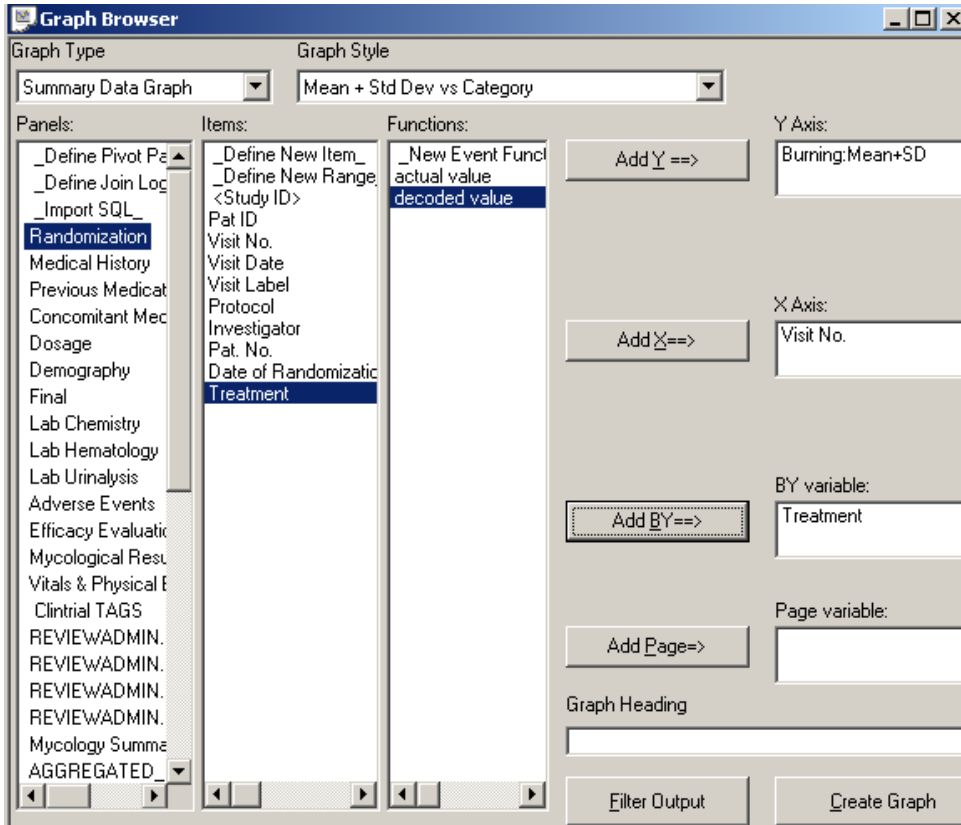 Graph Browser
Graph Type
Graph Style
Summary Data Graph
Mean + Std Dev vs Category
Panels:
_Define Pivot Pa
_Define Join Log
_Import SQL_
Randomization
Medical History
Previous Medicat
Concomitant Med
Dosage
Demography
Final
Lab Chemistry
Lab Hematology
Lab Urinalysis
Adverse Events
Efficacy Evaluatic
Mycological Resu
Vitals & Physical E
Clintrial TAGS
REVIEWADMIN.
REVIEWADMIN.
REVIEWADMIN.
REVIEWADMIN.
Mycology Summa
AGGREGATED_
Items:
_Define New Item_
_Define New Range_
<Study ID>
Pat ID
Visit No.
Visit Date
Visit Label
Protocol
Investigator
Pat. No.
Date of Randomizatic
Treatment
Functions:
_New Event Funct
actual value
decoded value
Add Y ==>
Y Axis:
Burning:Mean+SD
Add X==>
X Axis:
Visit No.
Add BY==>
BY variable:
Treatment
Add Page=>
Page variable:
Graph Heading
Filter Output
Create Graph